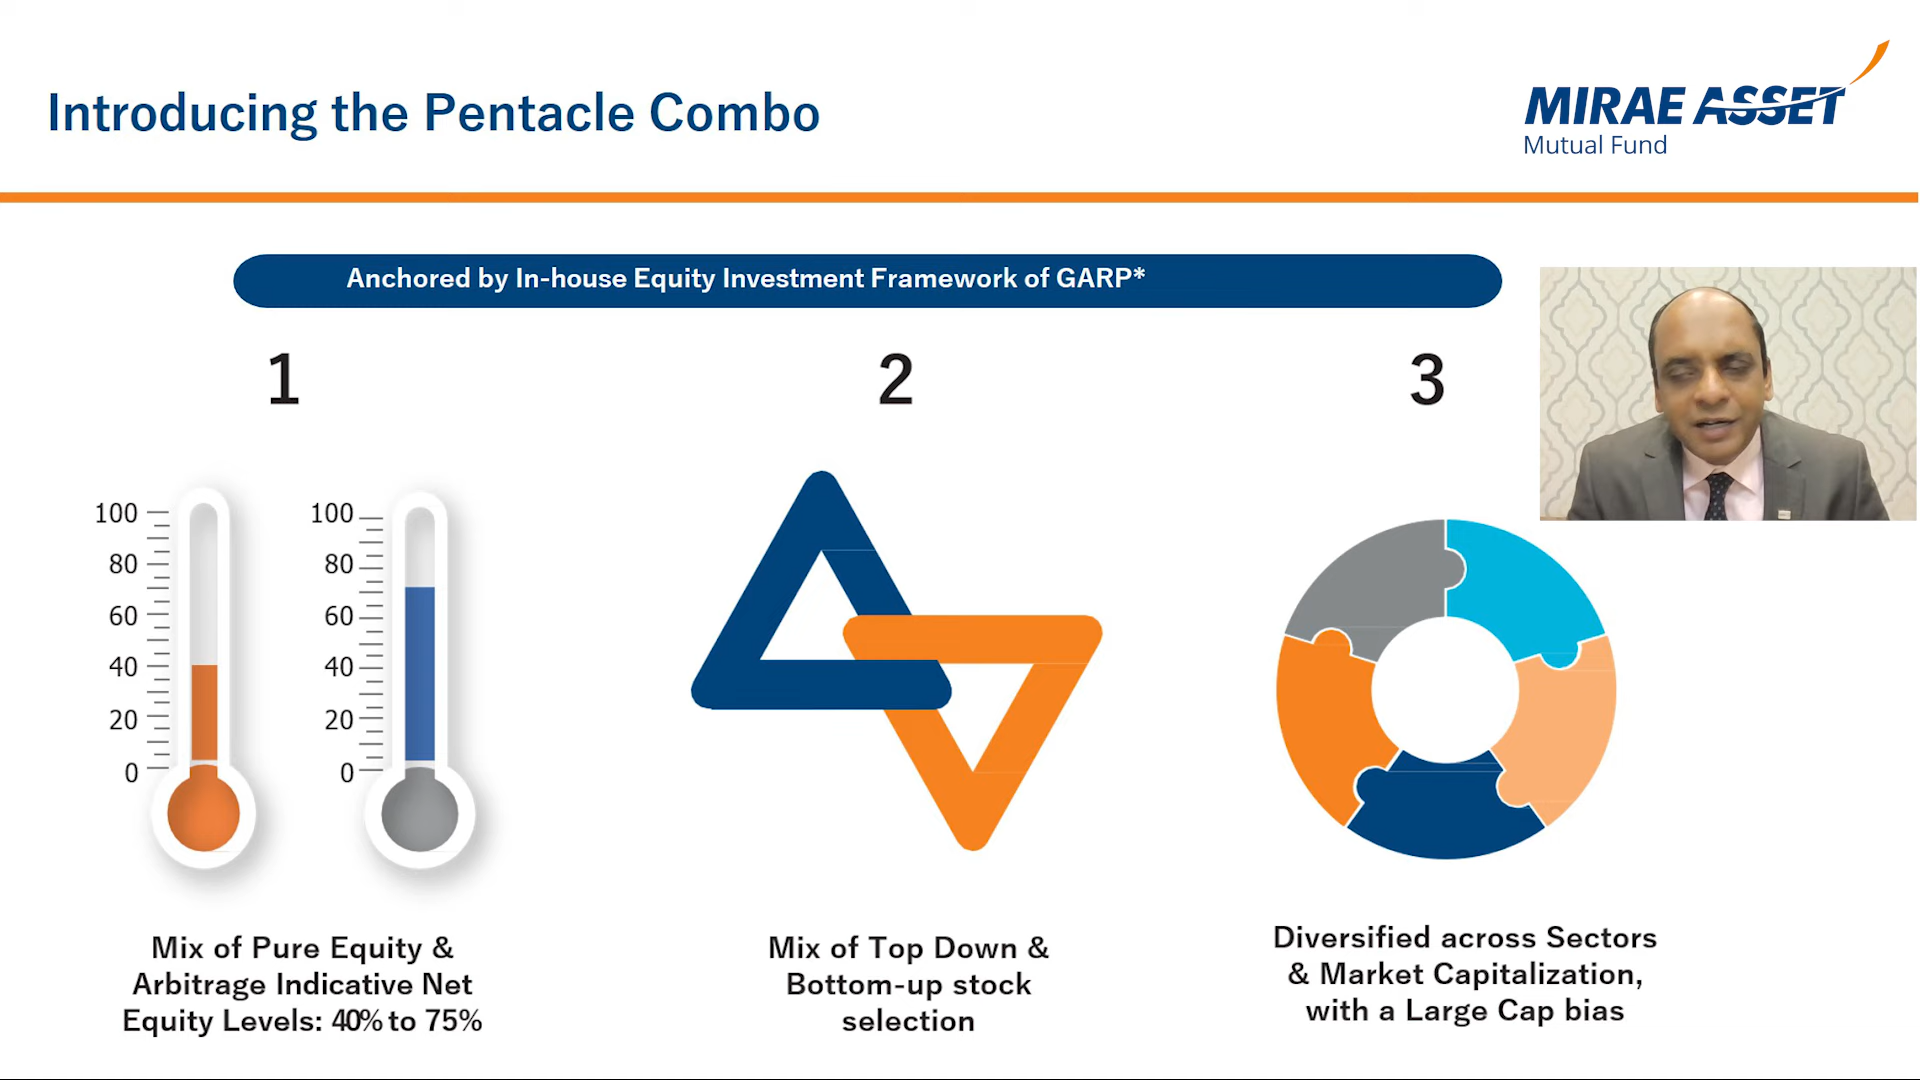 Introducing the Pentacle Combo
MIRAE ASSET
Mutual Fund
Anchored by In-house Equity Investment Framework of GARP*
1
2
3
100
80
60
40
20
0
100
80
60
40
20
0
Mix of Pure Equity &
Arbitrage Indicative Net
Equity Levels: 40% to 75%
Mix of Top Down &
Bottom-up stock
selection
Diversified across Sectors
& Market Capitalization,
with a Large Cap bias